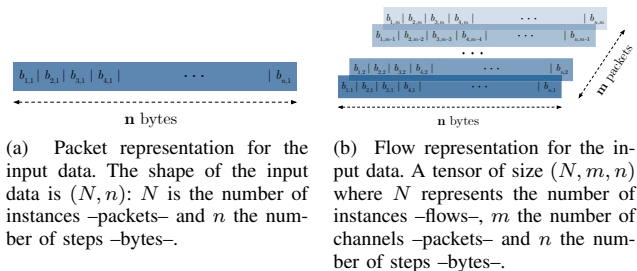 b1,m | b2,m | b3,m | b4,m | · · · | bn,m
b1,m-1 | b2,m-2 | b3,m-3 | b4,m-4 | · · · | bn,m-1
· · ·
b1,2 | b2,2 | b3,2 | b4,2 | · · · | bn,2
b1,1 | b2,1 | b3,1 | b4,1 | · · · | bn,1
m packets
n bytes
b1,1 | b2,1 | b3,1 | b4,1 | · · · | bn,1
n bytes
(a) Packet representation for the
input data. The shape of the input
data is (N, n): N is the number of
instances –packets– and n the num-
ber of steps –bytes–.
(b) Flow representation for the in-
put data. A tensor of size (N, m, n)
where N represents the number of
instances –flows–, m the number of
channels –packets– and n the num-
ber of steps –bytes–.